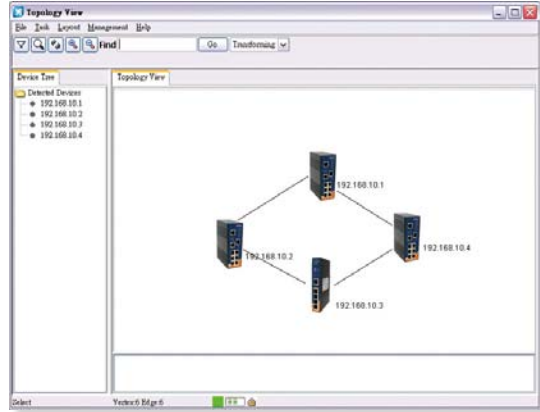 Topology View
File Task Layout Management Help
Find Go Transforming
Device Tree
Topology View
Detected Devices
192.168.10.1
192.168.10.2
192.168.10.3
192.168.10.4
192.168.10.1
192.168.10.2
192.168.10.4
192.168.10.3
Select
Vertex:6 Edge:6